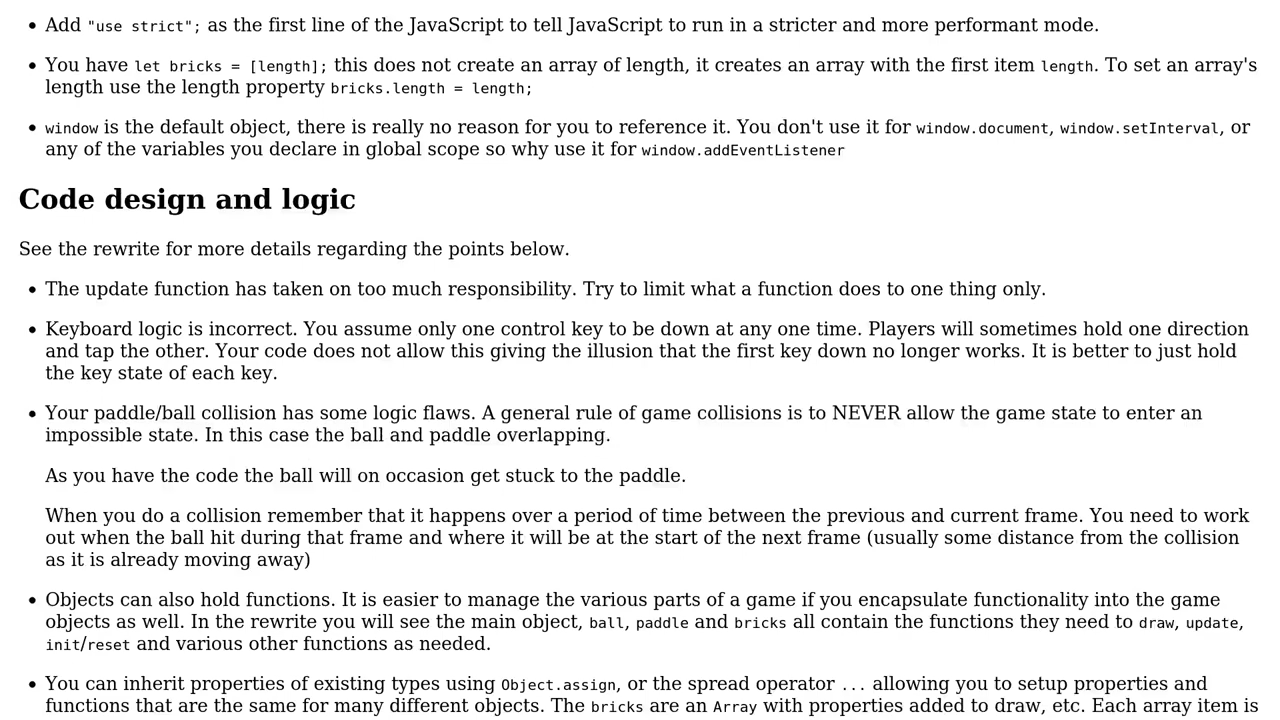 • Add "use strict"; as the first line of the JavaScript to tell JavaScript to run in a stricter and more performant mode.
• You have let bricks = [length]; this does not create an array of length, it creates an array with the first item length. To set an array's
length use the length property bricks.length = length;
• window is the default object, there is really no reason for you to reference it. You don't use it for window.document, window.setInterval, or
any of the variables you declare in global scope so why use it for window.addEventListener
Code design and logic
See the rewrite for more details regarding the points below.
• The update function has taken on too much responsibility. Try to limit what a function does to one thing only.
• Keyboard logic is incorrect. You assume only one control key to be down at any one time. Players will sometimes hold one direction
and tap the other. Your code does not allow this giving the illusion that the first key down no longer works. It is better to just hold
the key state of each key.
• Your paddle/ball collision has some logic flaws. A general rule of game collisions is to NEVER allow the game state to enter an
impossible state. In this case the ball and paddle overlapping.
As you have the code the ball will on occasion get stuck to the paddle.
When you do a collision remember that it happens over a period of time between the previous and current frame. You need to work
out when the ball hit during that frame and where it will be at the start of the next frame (usually some distance from the collision
as it is already moving away)
• Objects can also hold functions. It is easier to manage the various parts of a game if you encapsulate functionality into the game
objects as well. In the rewrite you will see the main object, ball, paddle and bricks all contain the functions they need to draw, update,
init/reset and various other functions as needed.
• You can inherit properties of existing types using Object.assign, or the spread operator ... allowing you to setup properties and
functions that are the same for many different objects. The bricks are an Array with properties added to draw, etc. Each array item is